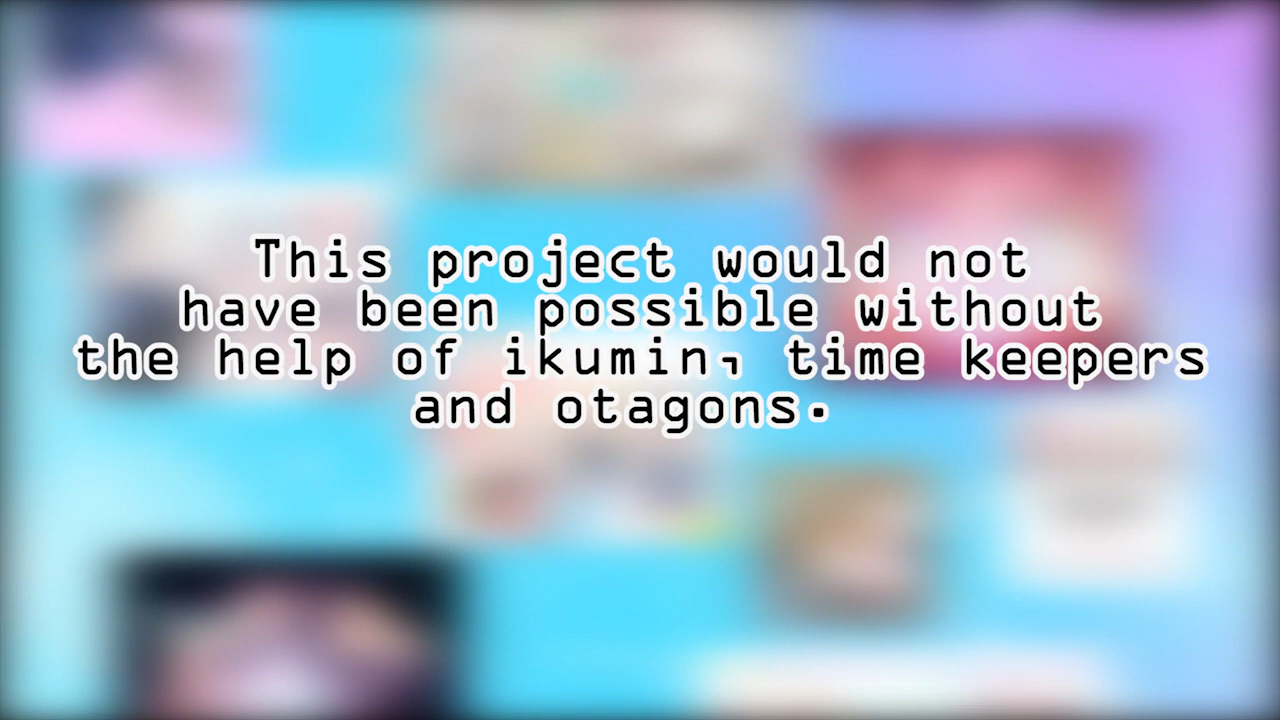 This project would not
have been possible without
the help of ikumin, time keepers
and otagons.